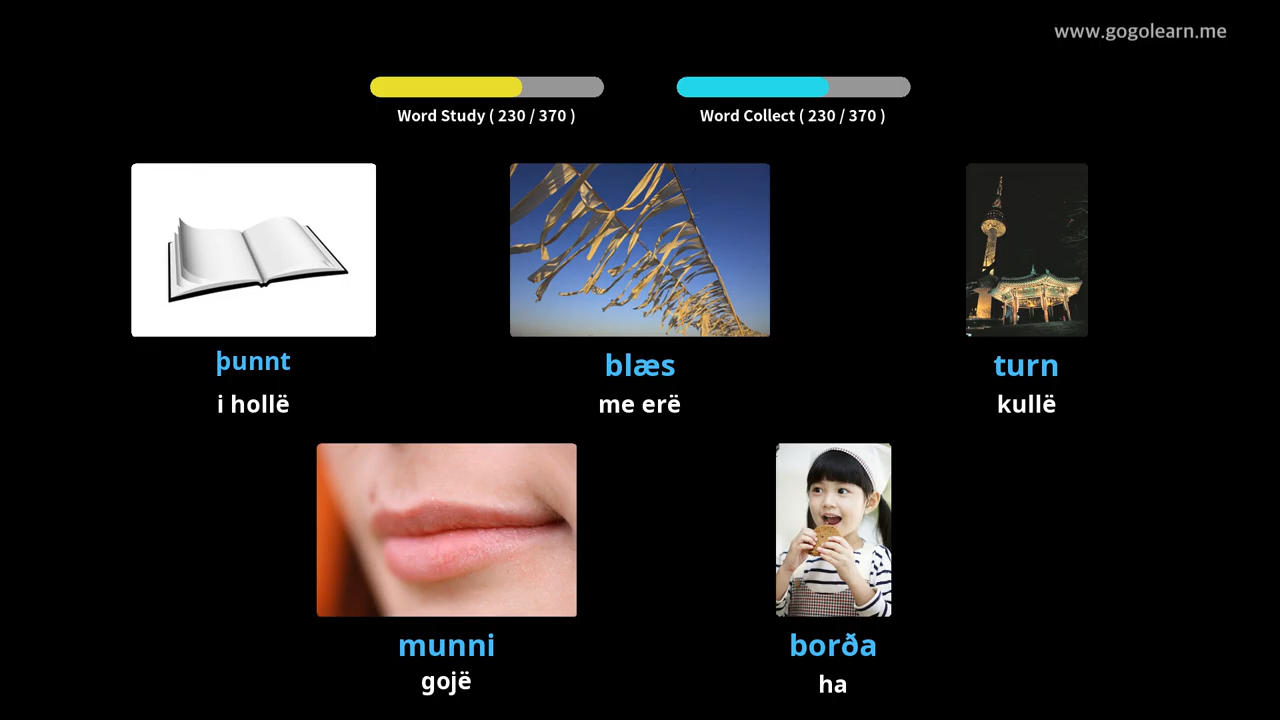 www.gogolearn.me
Word Study ( 230 / 370 )
Word Collect ( 230 / 370 )
þunnt
i hollë
blæs
me erë
turn
kullë
munni
gojë
borða
ha